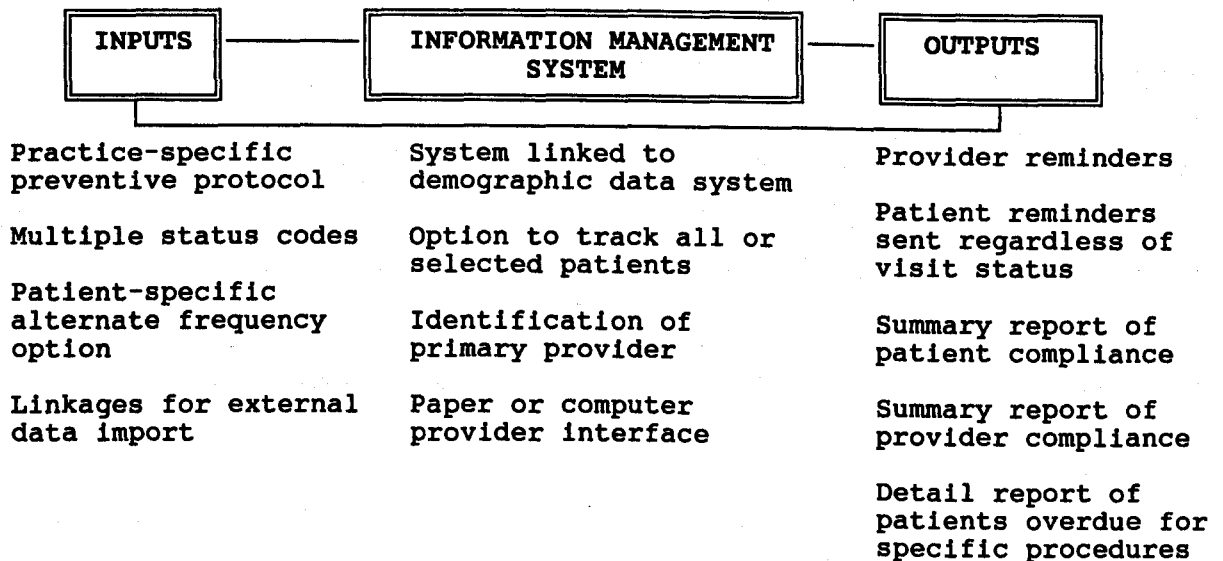 INPUTS
INFORMATION MANAGEMENT
SYSTEM
OUTPUTS
Practice-specific
preventive protocol
Multiple status codes
Patient-specific
alternate frequency
option
Linkages for external
data import
System linked to
demographic data system
Option to track all or
selected patients
Identification of
primary provider
Paper or computer
provider interface
Provider reminders
Patient reminders
sent regardless of
visit status
Summary report of
patient compliance
Summary report of
provider compliance
Detail report of
patients overdue for
specific procedures